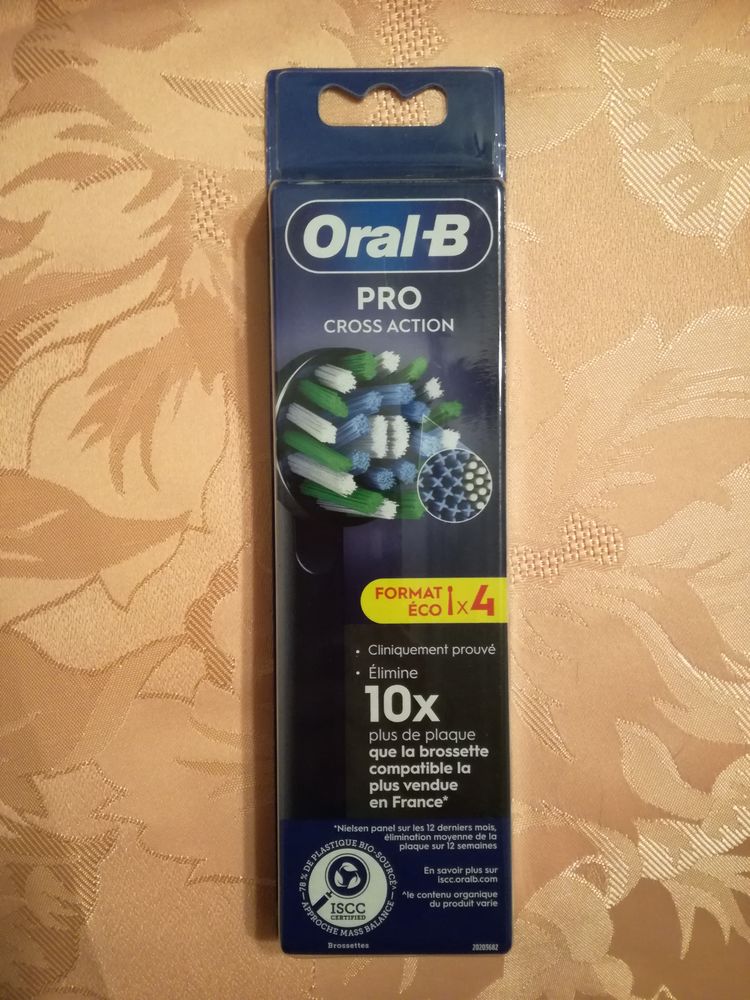 Oral-B
PRO
CROSS ACTION
FORMAT
ÉCO x4
• Cliniquement prouvé
• Élimine
10x
plus de plaque
que la brossette
compatible la
plus vendue
en France*
*Nielsen panel sur les 12 derniers mois,
élimination moyenne de la
plaque sur 12 semaines
78 % DE PLASTIQUE BIO-SOURCÉ^
ISCC
CERTIFIED
APPROCHE MASS BALANCE
En savoir plus sur
iscc.oralb.com
^le contenu organique
du produit varie
Brossettes
20203682